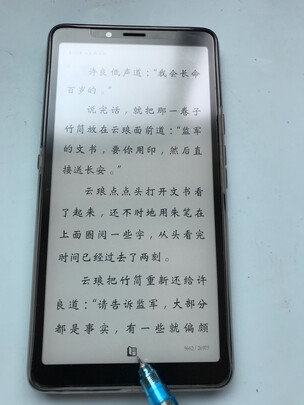 许良低声道："我会长命
百岁的。"
说完话，就把那一卷子
竹简放在云琅面前道："监军
的文书，要你用印，然后直
接送长安。"
云琅点点头打开文书看
了起来，还不时地用朱笔在
上面圈阅一些字，从头看完
时间已经过去了两刻。
云琅把竹简重新还给许
良道："请告诉监军，大部分
都是事实，有一些就偏颇